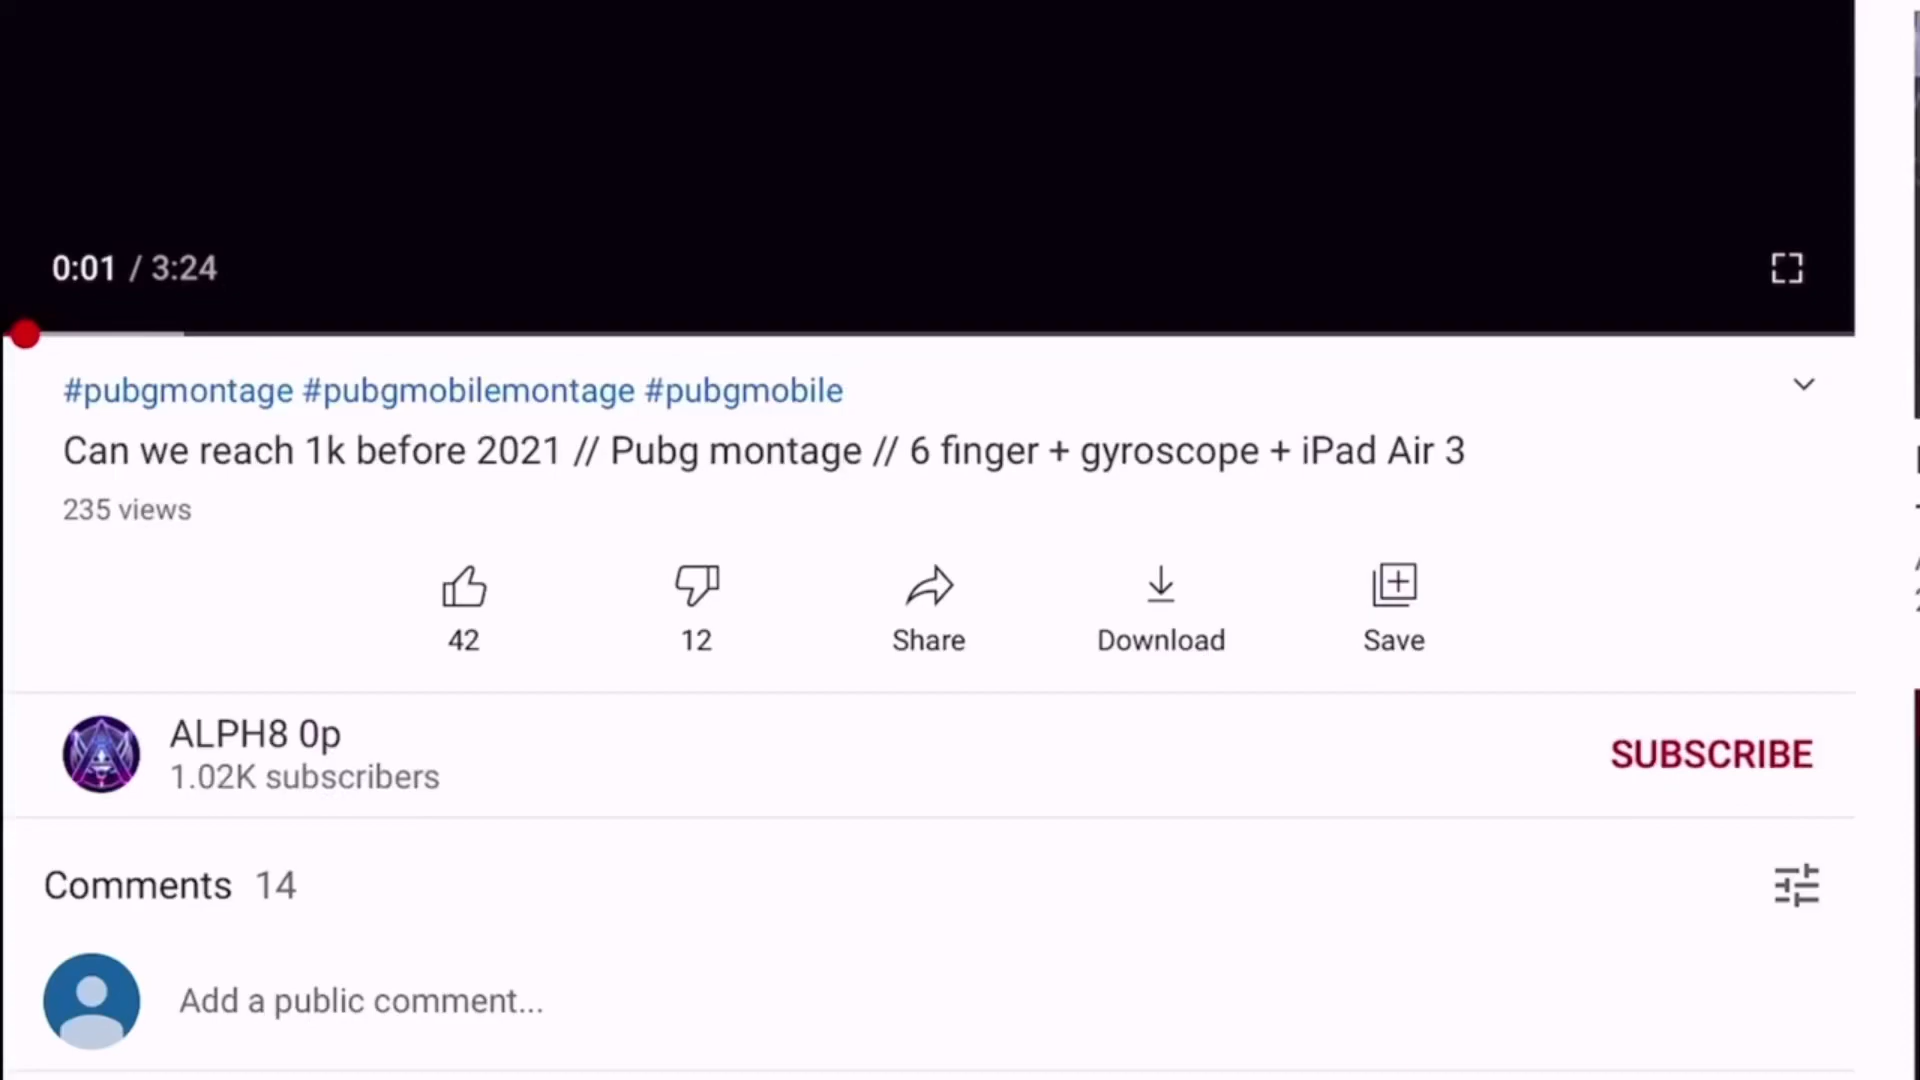 0:01 / 3:24
#pubgmontage #pubgmobilemontage #pubgmobile
Can we reach 1k before 2021 // Pubg montage // 6 finger + gyroscope + iPad Air 3
235 views
42
12
Share
Download
Save
ALPH8 0p
1.02K subscribers
SUBSCRIBE
Comments 14
Add a public comment...